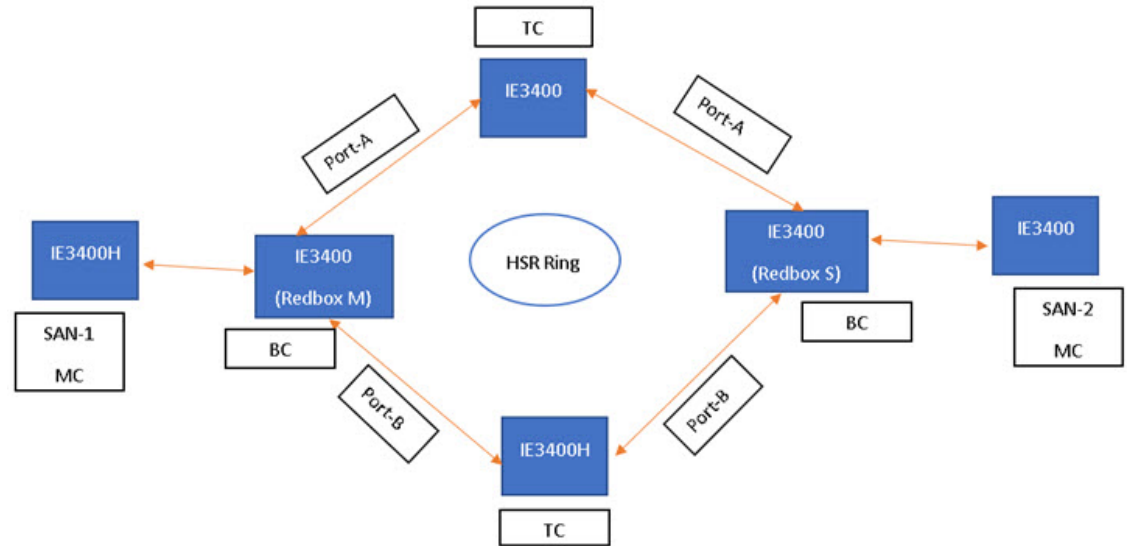 TC
IE3400
Port-A
Port-A
IE3400H
SAN-1
MC
IE3400
(Redbox M)
BC
HSR Ring
IE3400
(Redbox S)
BC
IE3400
SAN-2
MC
Port-B
Port-B
IE3400H
TC